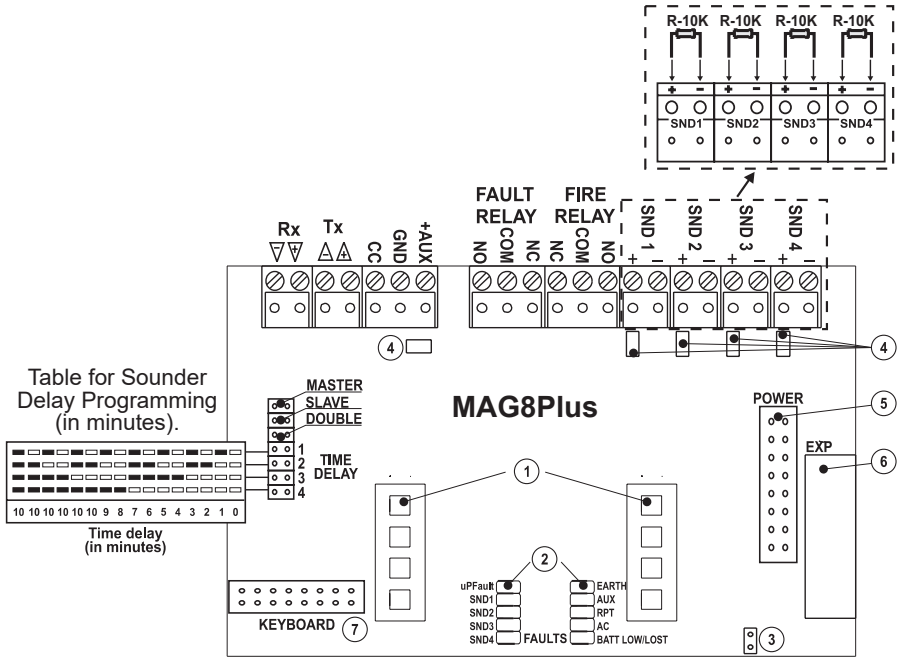 R-10K R-10K R-10K R-10K
+ - + - + - + -
SND1 SND2 SND3 SND4
FAULT RELAY
FIRE RELAY
Rx
Tx
- +
- +
CC
GND
+AUX
NO
COM
NC
NC
COM
NO
SND 1
SND 2
SND 3
SND 4
+ - + - + - + -
4
4
Table for Sounder
Delay Programming
(in minutes).
MASTER
SLAVE
DOUBLE
1
2
3
4
TIME
DELAY
10 10 10 10 10 10 9 8 7 6 5 4 3 2 1 0
Time delay
(in minutes)
MAG8Plus
POWER
5
EXP
6
1
2
uPFault
SND1
SND2
SND3
SND4
FAULTS
EARTH
AUX
RPT
AC
BATT LOW/LOST
KEYBOARD
7
3